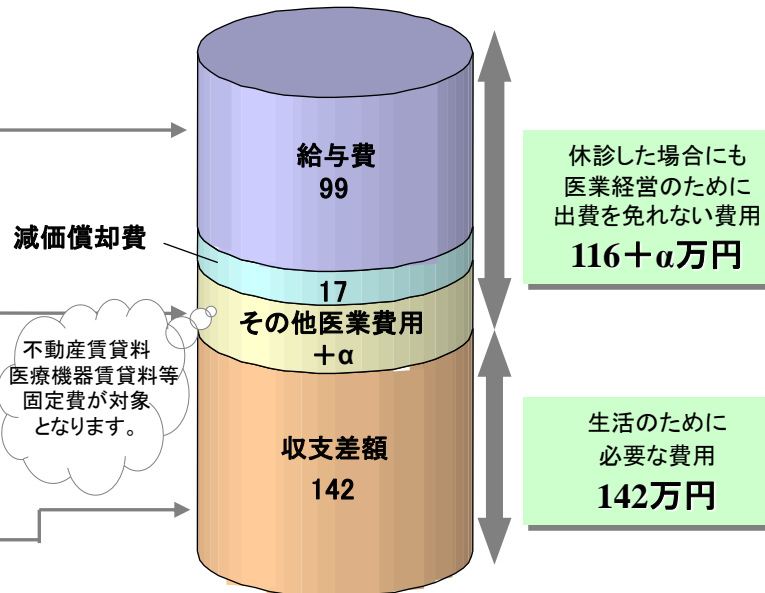 給与費
99
減価償却費
17
その他医業費用
＋α
不動産賃貸料
医療機器賃貸料等
固定費が対象
となります。
収支差額
142
休診した場合にも
医業経営のために
出費を免れない費用
116＋α万円
生活のために
必要な費用
142万円